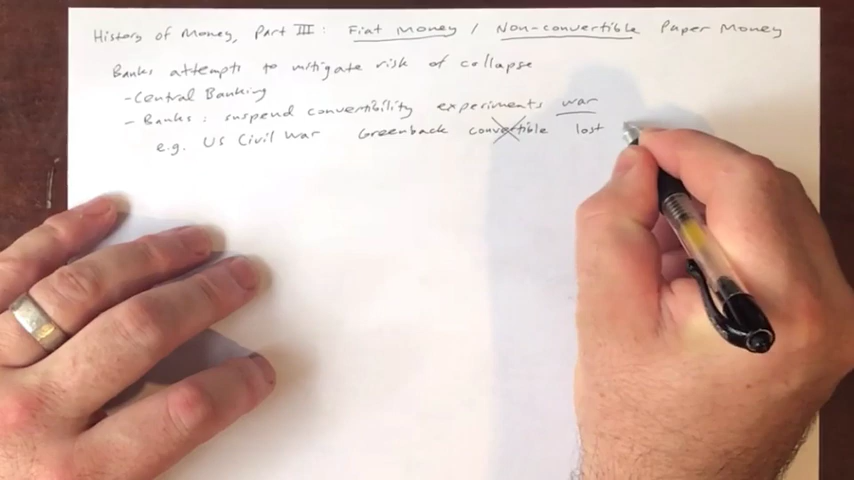 History of Money, Part III: Fiat Money / Non-convertible Paper Money
Banks attempts to mitigate risk of collapse
- Central Banking
- Banks: suspend convertibility experiments war
e.g. US Civil War Greenback convertible lost